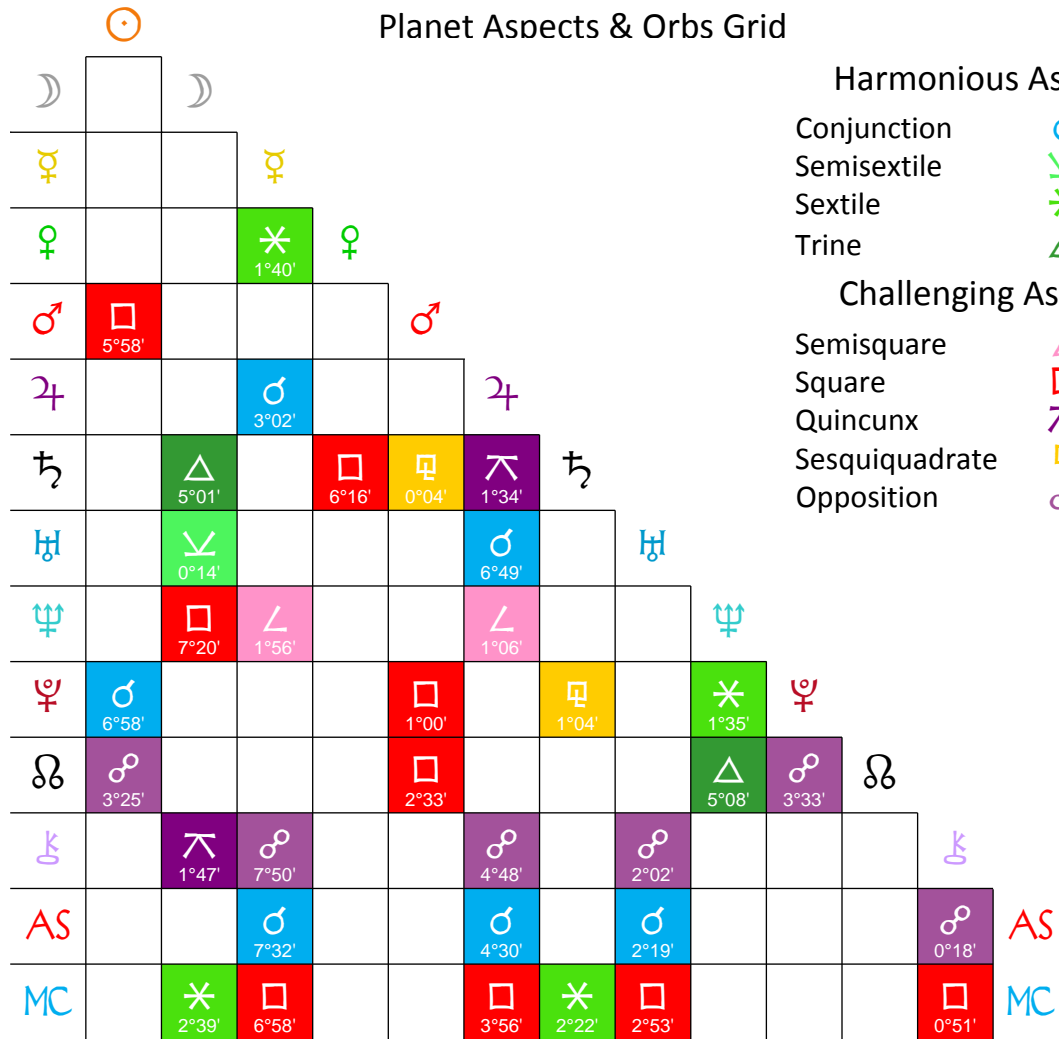 ☉
Planet Aspects & Orbs Grid
☽ ☽
Harmonious As
Conjunction ☌
Semisextile ⚺
Sextile ⚹
Trine △
Challenging As
Semisquare ∠
Square □
Quincunx ⚻
Sesquiquadrate ⚼
Opposition ☍
☿ ☿
♀ ⚹ 1°40' ♀
♂ □ 5°58' ♂
♃ ☌ 3°02' ♃
♄ △ 5°01' □ 6°16' ⚼ 0°04' ⚻ 1°34' ♄
♅ ⚺ 0°14' ☌ 6°49' ♅
♆ □ 7°20' ∠ 1°56' ∠ 1°06' ♆
♇ ☌ 6°58' □ 1°00' ⚼ 1°04' ⚹ 1°35' ♇
☊ ☍ 3°25' □ 2°33' △ 5°08' ☍ 3°33' ☊
⚷ ⚻ 1°47' ☍ 7°50' ☍ 4°48' ☍ 2°02' ⚷
AS ☌ 7°32' ☌ 4°30' ☌ 2°19' ☍ 0°18' AS
MC ⚹ 2°39' □ 6°58' □ 3°56' ⚹ 2°22' □ 2°53' □ 0°51' MC